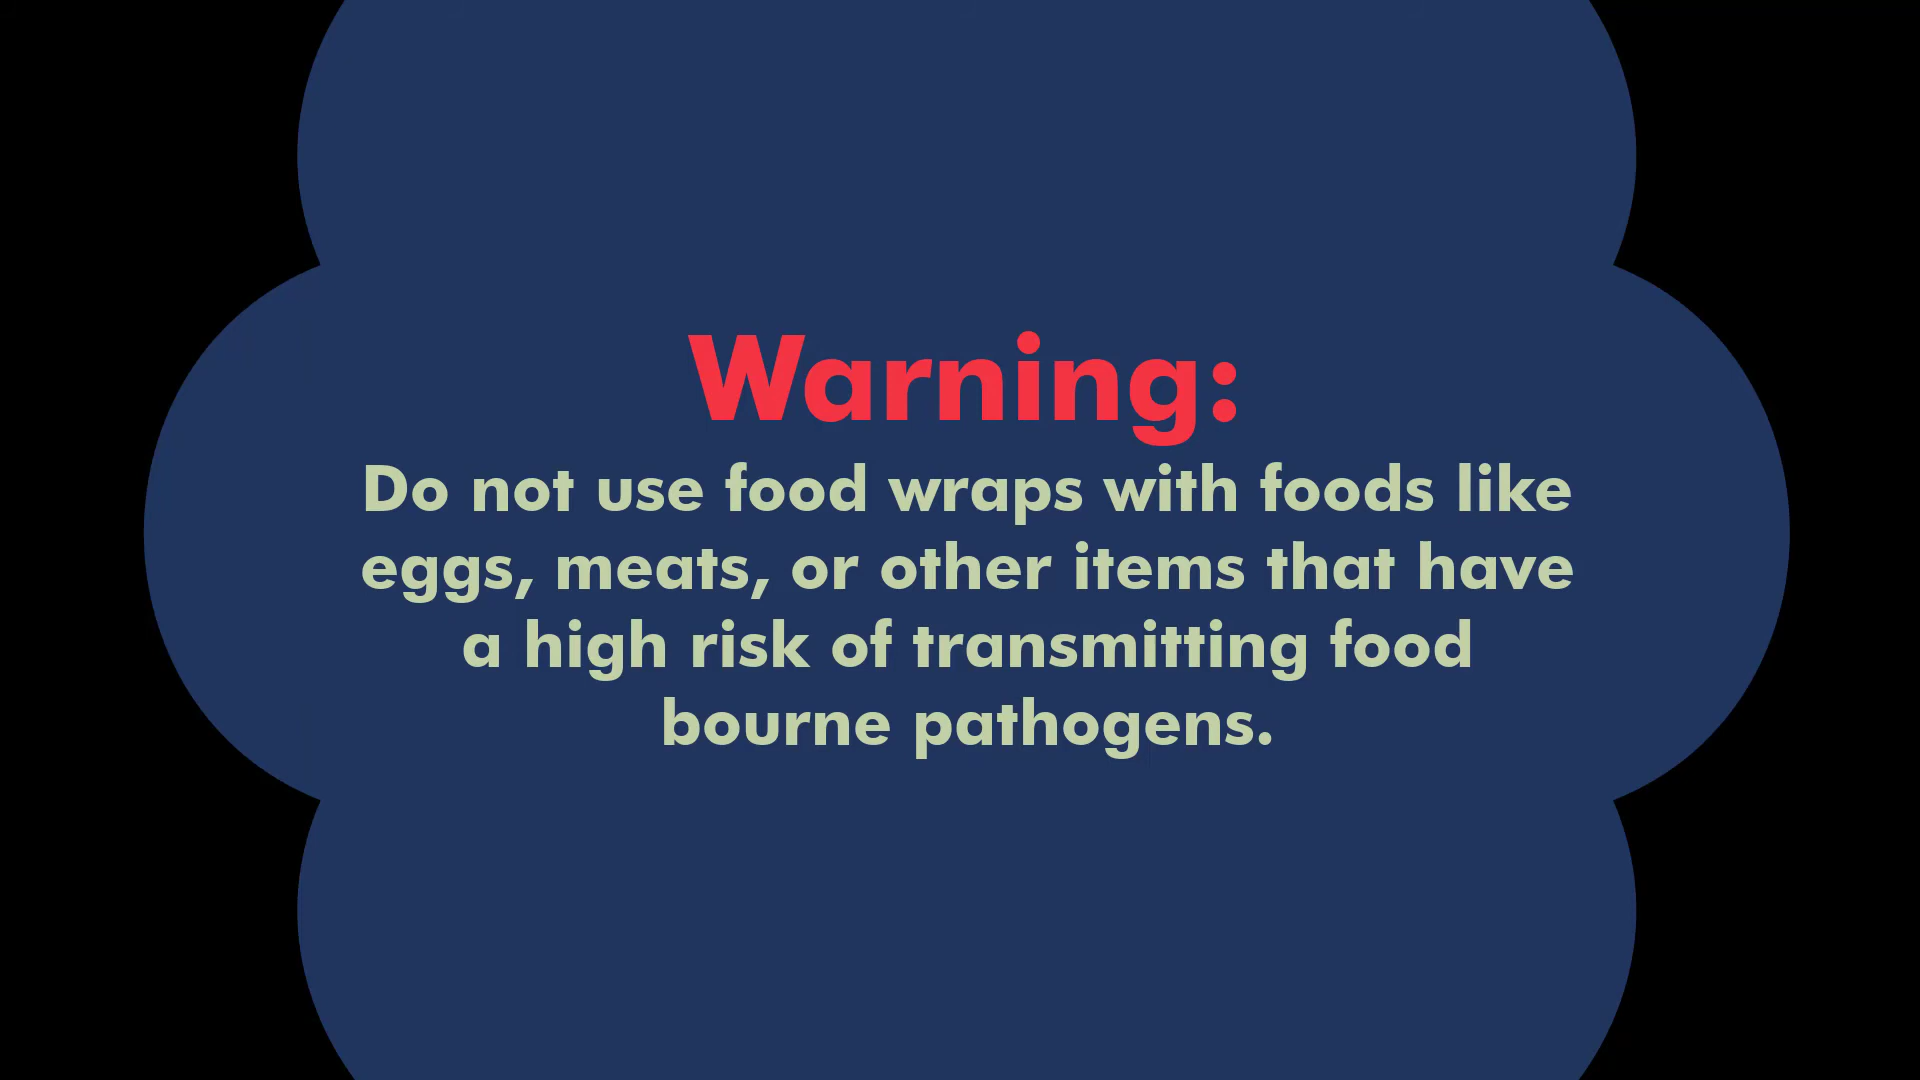 Warning:
Do not use food wraps with foods like
eggs, meats, or other items that have
a high risk of transmitting food
bourne pathogens.